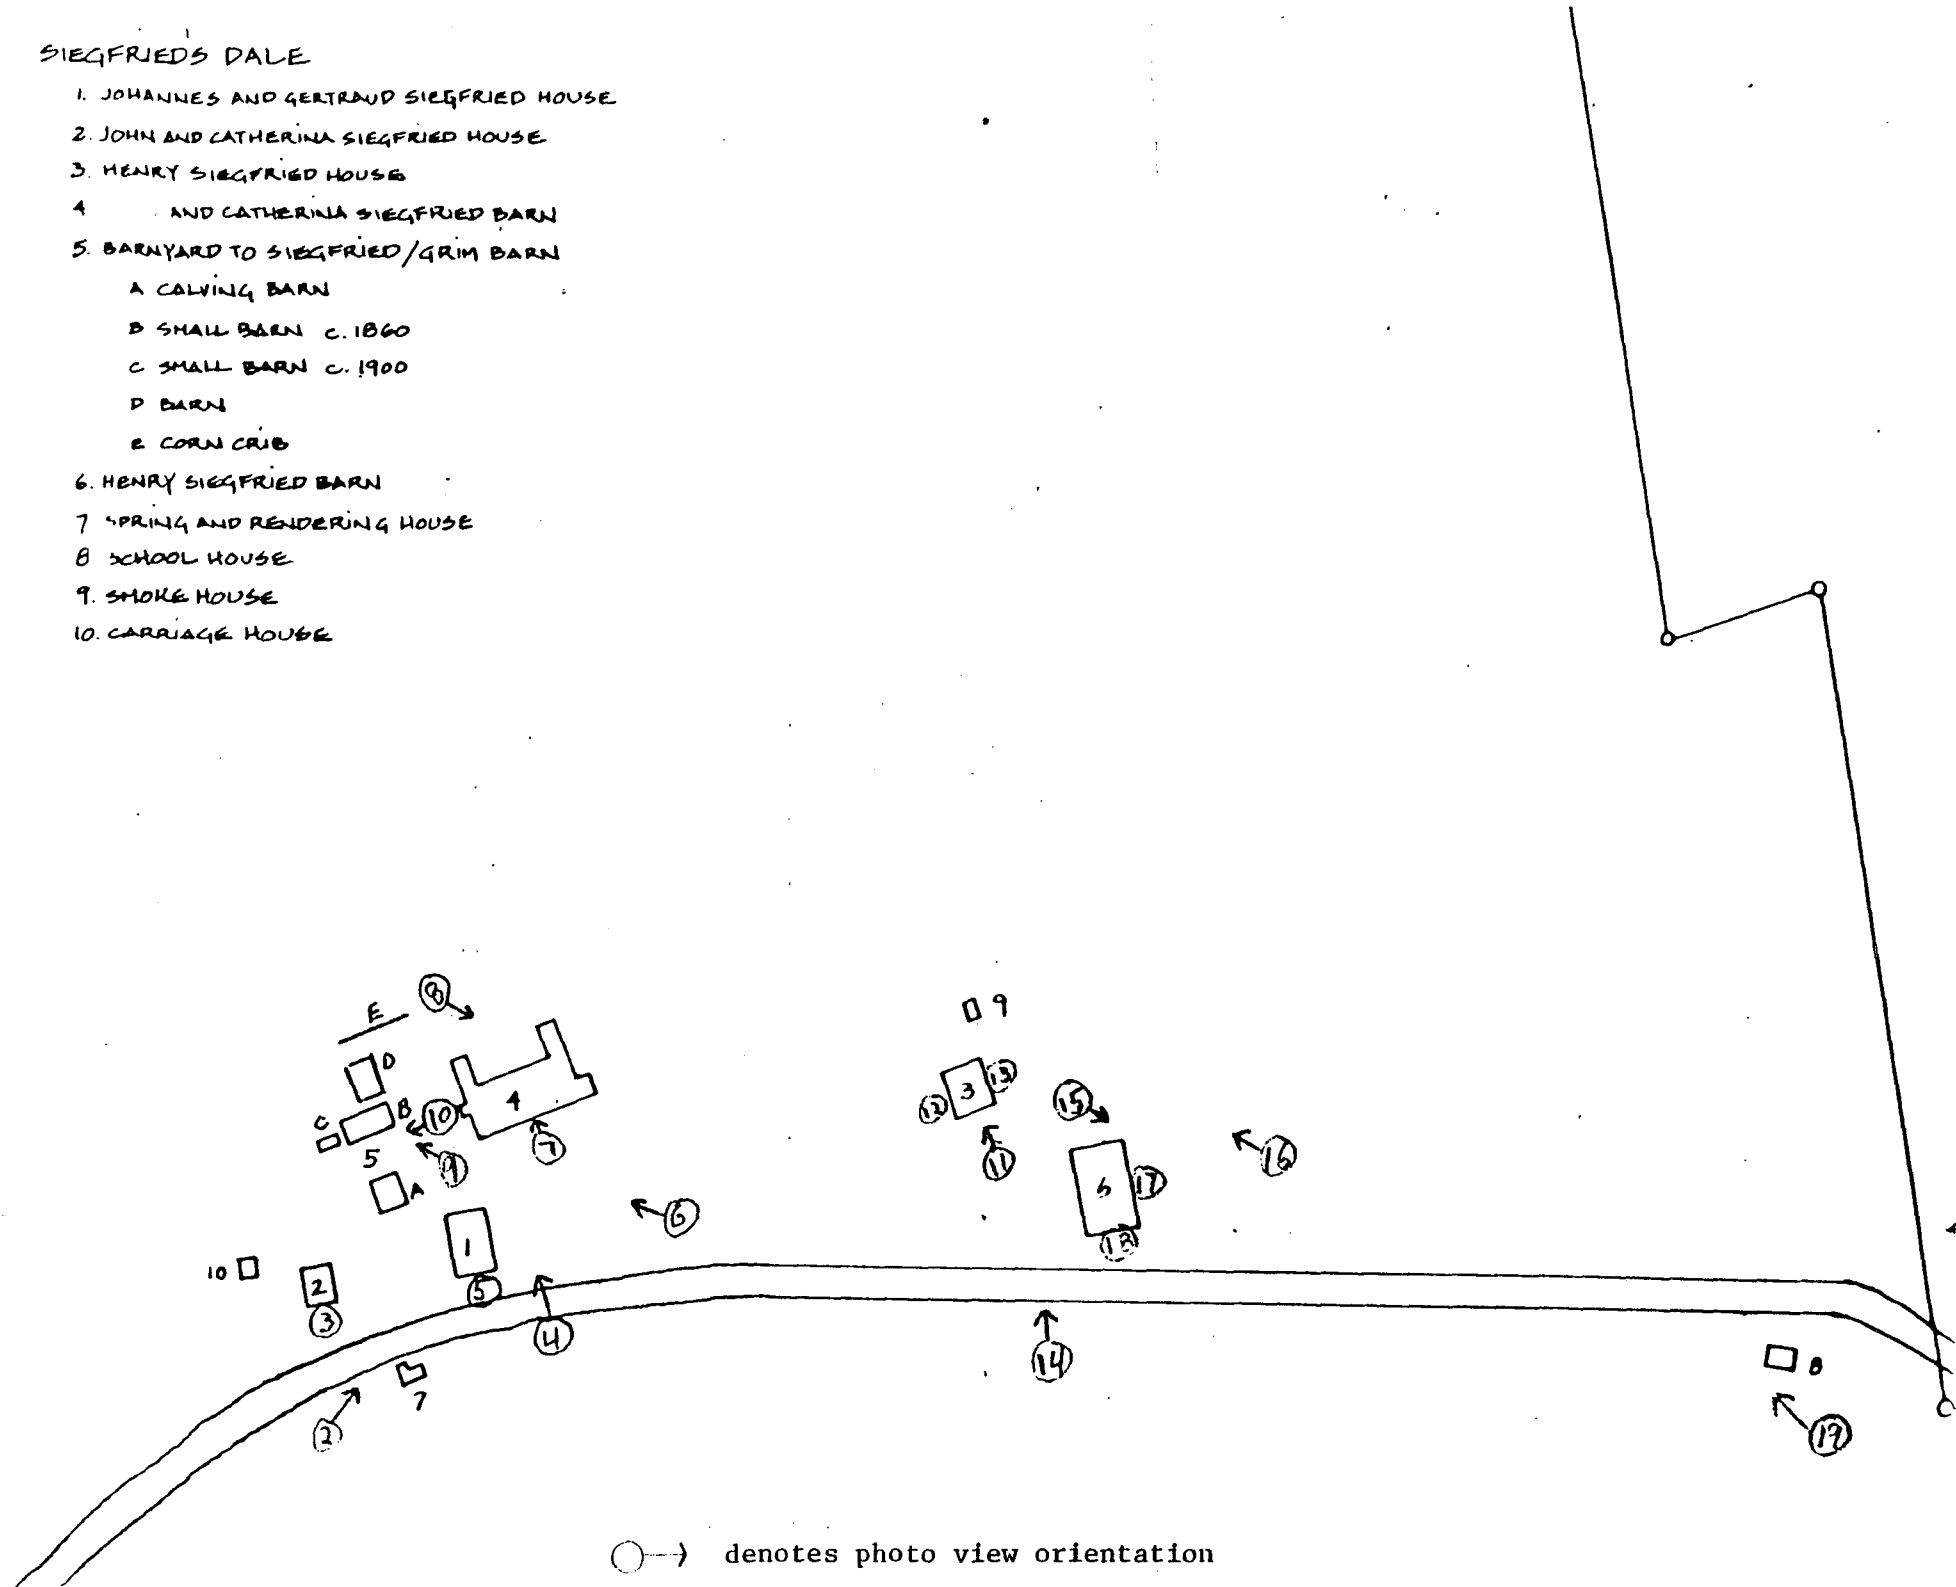 SIEGFRIED'S DALE
1. JOHANNES AND GERTRAUD SIEGFRIED HOUSE
2. JOHN AND CATHERINA SIEGFRIED HOUSE
3. HENRY SIEGFRIED HOUSE
4 AND CATHERINA SIEGFRIED BARN
5. BARNYARD TO SIEGFRIED/GRIM BARN
A CALVING BARN
B SMALL BARN c. 1860
C SMALL BARN c. 1900
D BARN
E CORN CRIB
6. HENRY SIEGFRIED BARN
7 SPRING AND RENDERING HOUSE
8 SCHOOL HOUSE
9. SMOKE HOUSE
10. CARRIAGE HOUSE
8
E
9
D
3
13
4
15
12
B
10
C
7
11
16
5
9
17
A
6
6
1
18
10
2
5
3
4
14
8
7
2
19
denotes photo view orientation